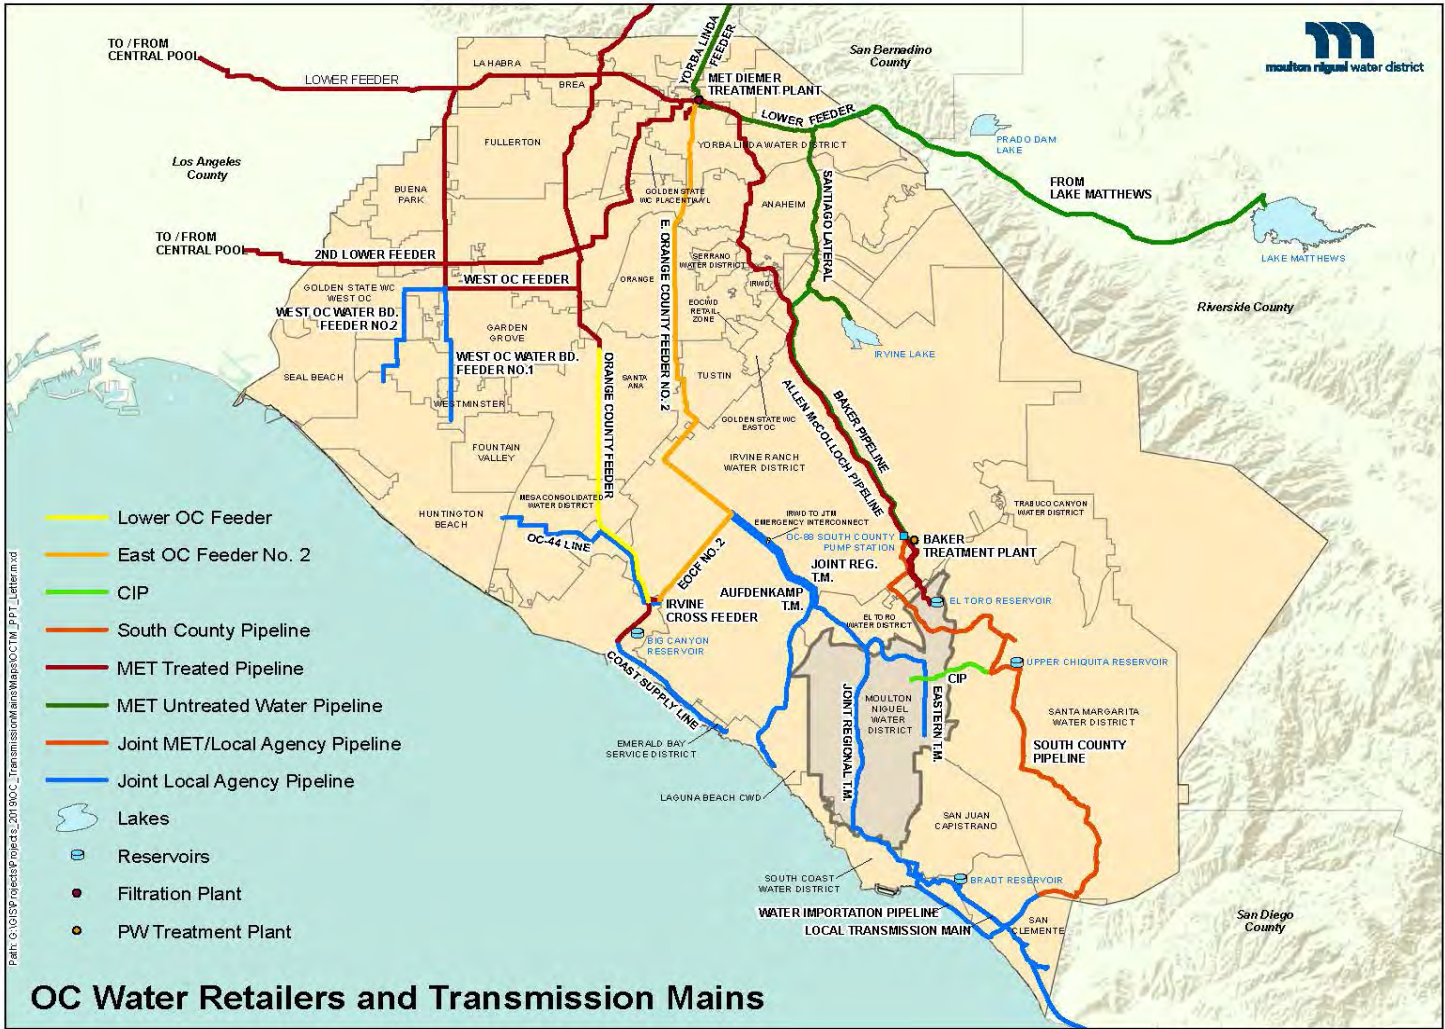 TO / FROM
CENTRAL POOL
LOWER FEEDER
LA HABRA
BREA
YORBA LINDA
FEEDER
MET DIEMER
TREATMENT PLANT
San Bernadino
County
moulton niguel water district
LOWER FEEDER
FULLERTON
YORBA LINDA WATER DISTRICT
PRADO DAM
LAKE
Los Angeles
County
BUENA
PARK
GOLDEN STATE
WC PLACENTIA/YL
ANAHEIM
SANTIAGO LATERAL
FROM
LAKE MATTHEWS
TO / FROM
CENTRAL POOL
2ND LOWER FEEDER
E. ORANGE COUNTY FEEDER NO. 2
SERRANO
WATER DISTRICT
LAKE MATTHEWS
GOLDEN STATE WC
WEST OC
-WEST OC FEEDER
ORANGE
IRWD
WEST OC WATER BD.
FEEDER NO.2
EOCWD
RETAIL
ZONE
Riverside County
GARDEN
GROVE
IRVINE LAKE
WEST OC WATER BD.
FEEDER NO.1
SEAL BEACH
ORANGE COUNTY FEEDER
SANTA
ANA
TUSTIN
WESTMINSTER
ALLEN McCOLLOCH PIPELINE
BAKER PIPELINE
GOLDEN STATE WC
EAST OC
FOUNTAIN
VALLEY
IRVINE RANCH
WATER DISTRICT
MESA CONSOLIDATED
WATER DISTRICT
TRABUCO CANYON
WATER DISTRICT
HUNTINGTON
BEACH
IRWD TO JTM
EMERGENCY INTERCONNECT
OC-44 LINE
OC-88 SOUTH COUNTY
PUMP STATION
BAKER
TREATMENT PLANT
EOCF NO. 2
JOINT REG.
T.M.
AUFDENKAMP
T.M.
IRVINE
CROSS FEEDER
EL TORO RESERVOIR
EL TORO
WATER DISTRICT
BIG CANYON
RESERVOIR
COAST SUPPLY LINE
UPPER CHIQUITA RESERVOIR
CIP
MOULTON
NIGUEL
WATER
DISTRICT
JOINT REGIONAL T.M.
EASTERN T.M.
SANTA MARGARITA
WATER DISTRICT
SOUTH COUNTY
PIPELINE
EMERALD BAY
SERVICE DISTRICT
LAGUNA BEACH CWD
SAN JUAN
CAPISTRANO
SOUTH COAST
WATER DISTRICT
BRADT RESERVOIR
WATER IMPORTATION PIPELINE
LOCAL TRANSMISSION MAIN
SAN
CLEMENTE
San Diego
County
Lower OC Feeder
East OC Feeder No. 2
CIP
South County Pipeline
MET Treated Pipeline
MET Untreated Water Pipeline
Joint MET/Local Agency Pipeline
Joint Local Agency Pipeline
Lakes
Reservoirs
Filtration Plant
PW Treatment Plant
OC Water Retailers and Transmission Mains
Path: G:\GIS\Projects\Projects_2019\OC_TransmissionMains\Maps\OCTM_PPT_Letter.mxd